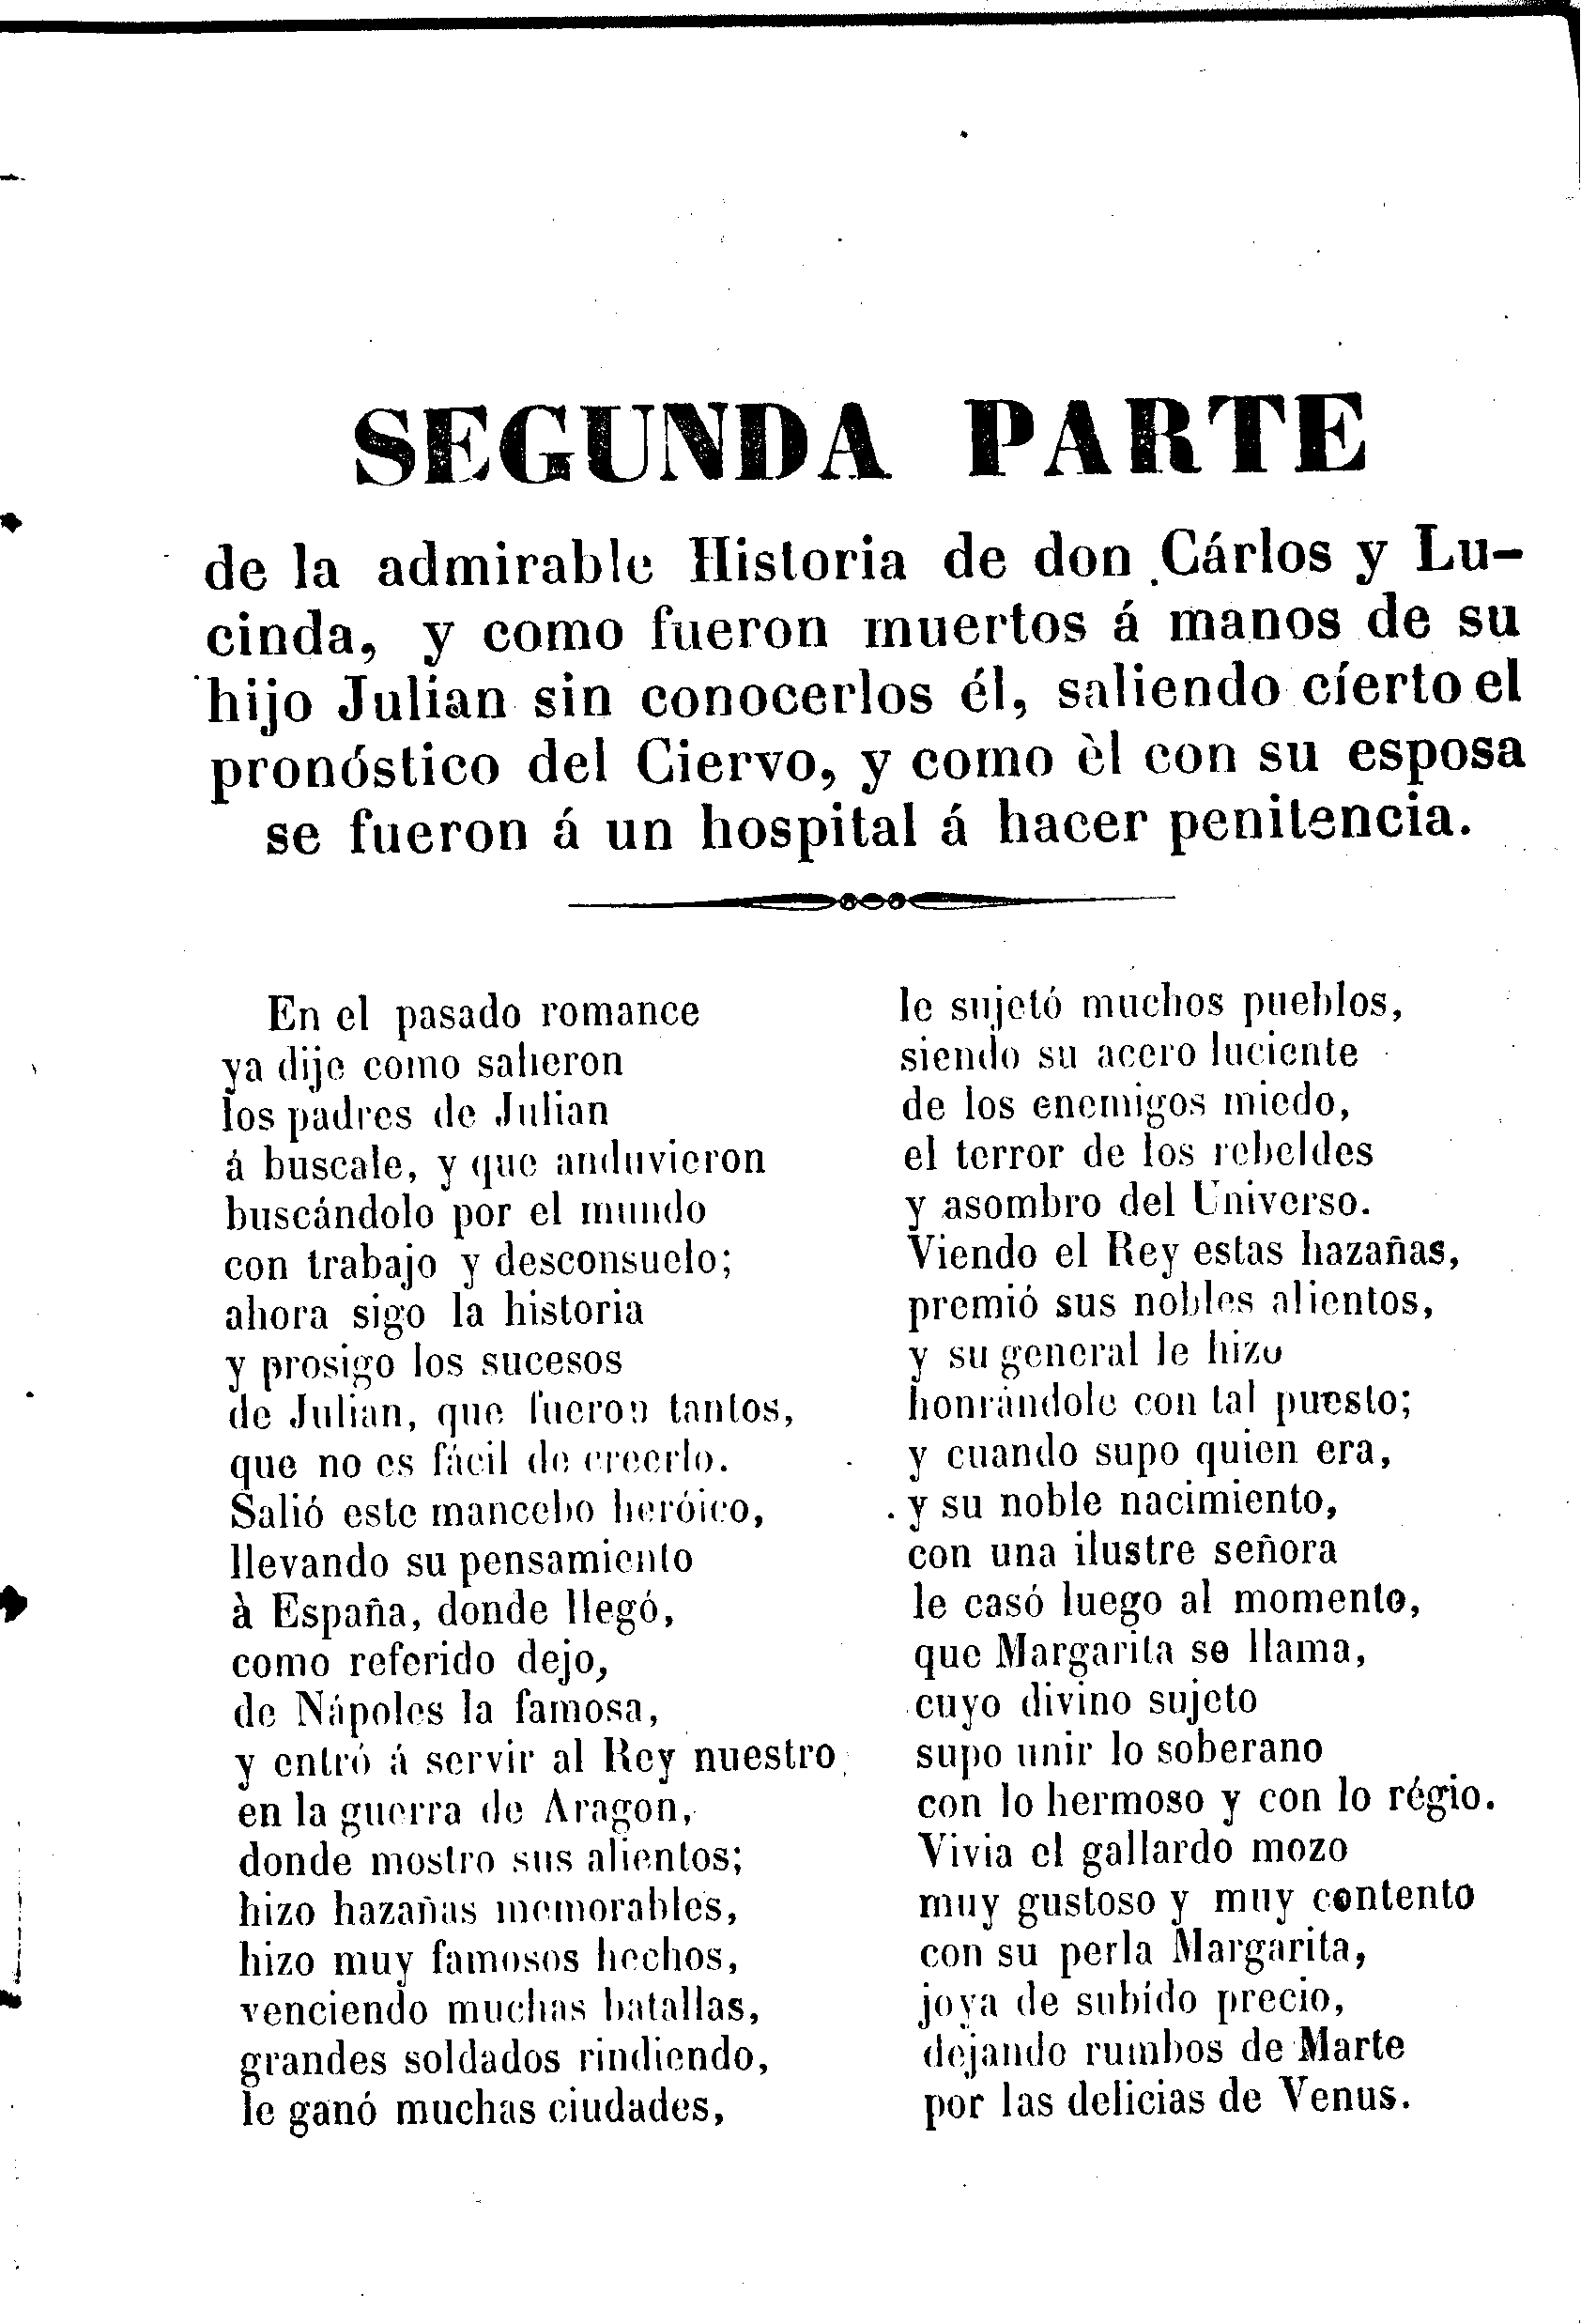 SEGUNDA PARTE
de la admirable Historia de don Cárlos y Lu-
cinda, y como fueron muertos á manos de su
hijo Julian sin conocerlos él, saliendo cíerto el
pronóstico del Ciervo, y como èl con su esposa
se fueron á un hospital á hacer penitencia.
En el pasado romance
ya dije como salieron
los padres de Julian
á buscale, y que anduvieron
buscándolo por el mundo
con trabajo y desconsuelo;
ahora sigo la historia
y prosigo los sucesos
de Julian, que fueron tantos,
que no es fácil de creerlo.
Salió este mancebo heróico,
llevando su pensamiento
à España, donde llegó,
como referido dejo,
de Nápoles la famosa,
y entró á servir al Rey nuestro
en la guerra de Aragon,
donde mostro sus alientos;
hizo hazañas memorables,
hizo muy famosos hechos,
venciendo muchas batallas,
grandes soldados rindiendo,
le ganó muchas ciudades,
le sujetó muchos pueblos,
siendo su acero luciente
de los enemigos miedo,
el terror de los rebeldes
y asombro del Universo.
Viendo el Rey estas hazañas,
premió sus nobles alientos,
y su general le hizo
honrándole con tal puesto;
y cuando supo quien era,
y su noble nacimiento,
con una ilustre señora
le casó luego al momento,
que Margarita se llama,
cuyo divino sujeto
supo unir lo soberano
con lo hermoso y con lo régio.
Vivia el gallardo mozo
muy gustoso y muy contento
con su perla Margarita,
joya de subído precio,
dejando rumbos de Marte
por las delicias de Venus.